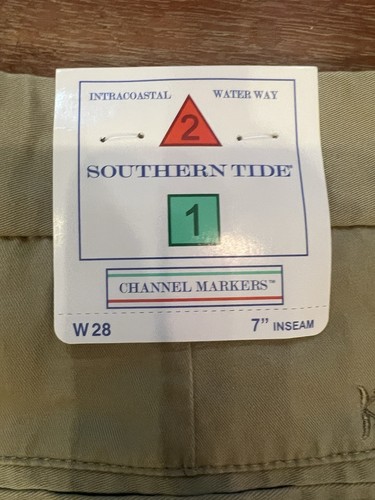 INTRACOASTAL WATER WAY
2
SOUTHERN TIDE®
1
CHANNEL MARKERS™
W 28 7" INSEAM